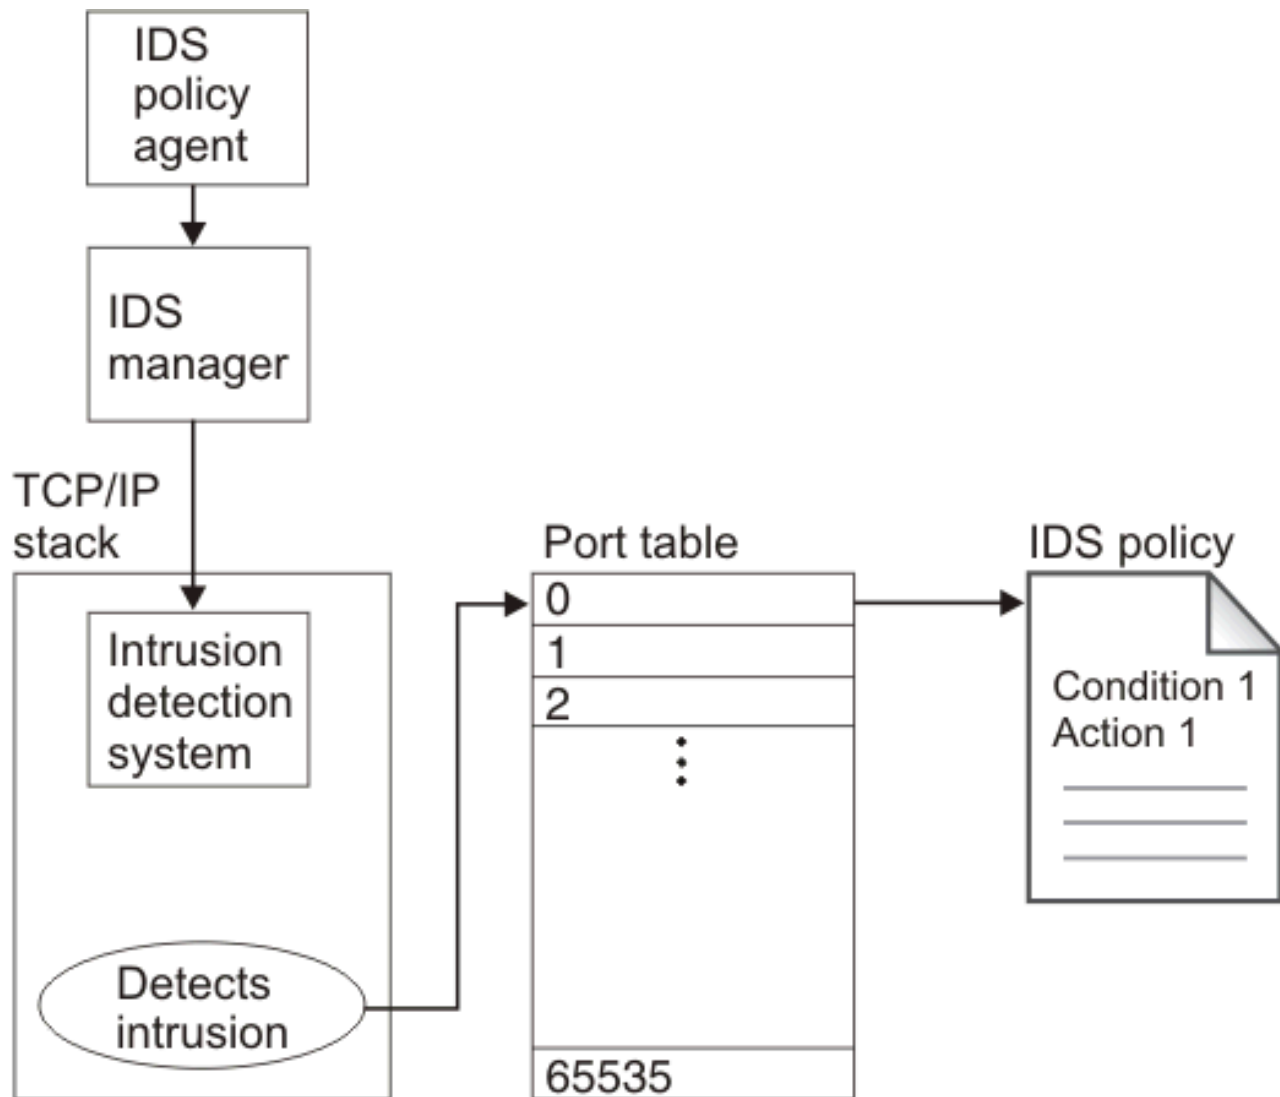 IDS
policy
agent
IDS
manager
TCP/IP
stack
Intrusion
detection
system
Detects
intrusion
Port table
0
1
2
65535
IDS policy
Condition 1
Action 1